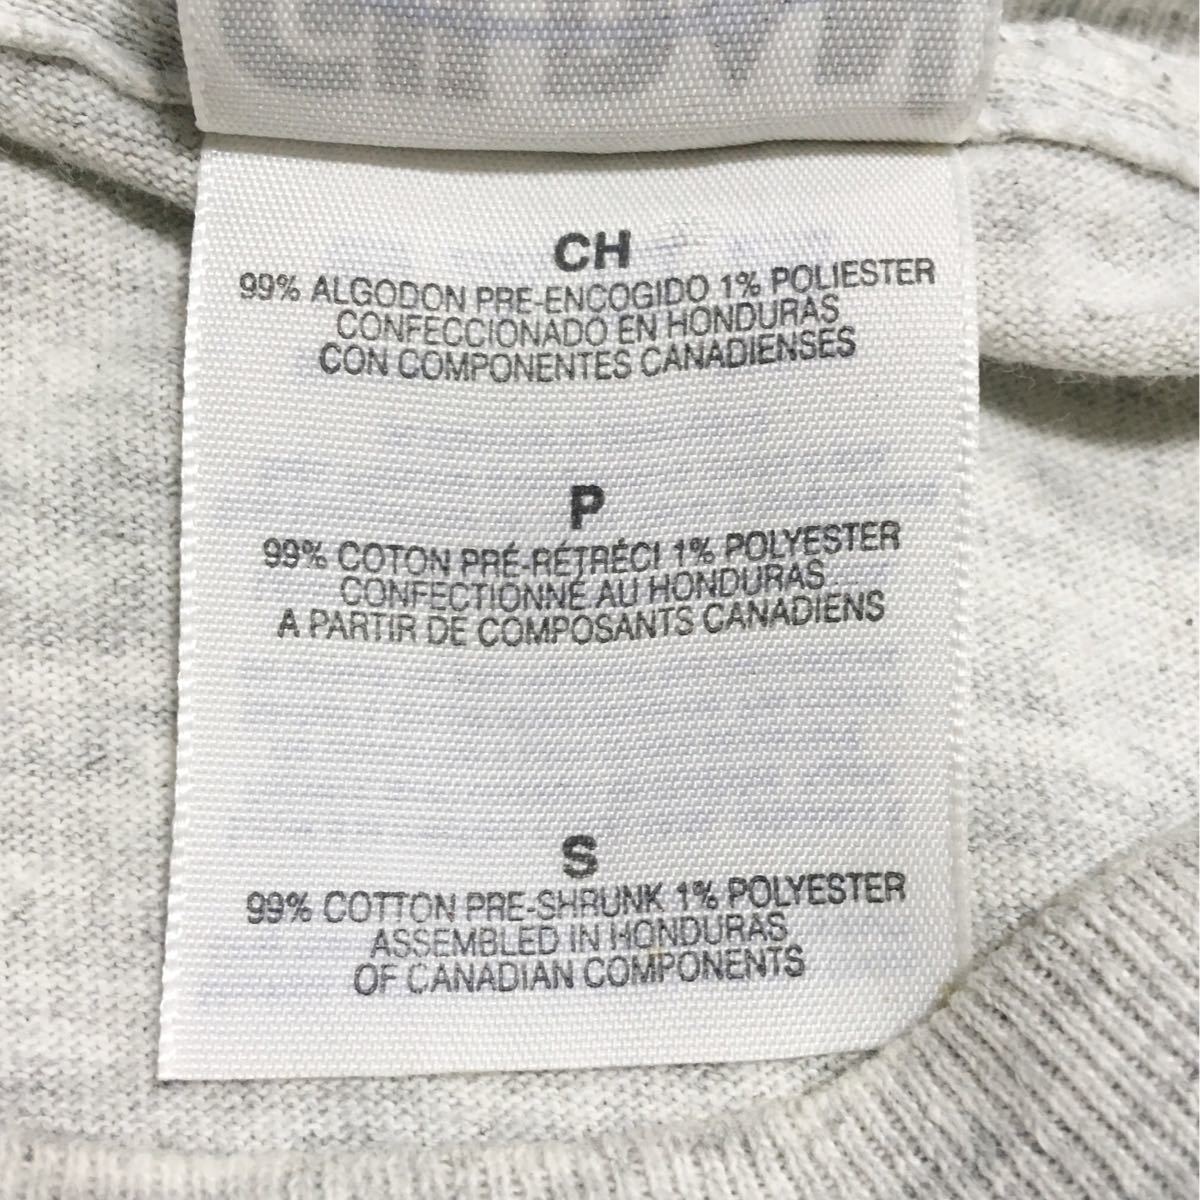 CH
99% ALGODON PRE-ENCOGIDO 1% POLIESTER
CONFECCIONADO EN HONDURAS
CON COMPONENTES CANADIENSES
P
99% COTON PRÉ-RÉTRÉCI 1% POLYESTER
CONFECTIONNÉ AU HONDURAS
A PARTIR DE COMPOSANTS CANADIENS
S
99% COTTON PRE-SHRUNK 1% POLYESTER
ASSEMBLED IN HONDURAS
OF CANADIAN COMPONENTS